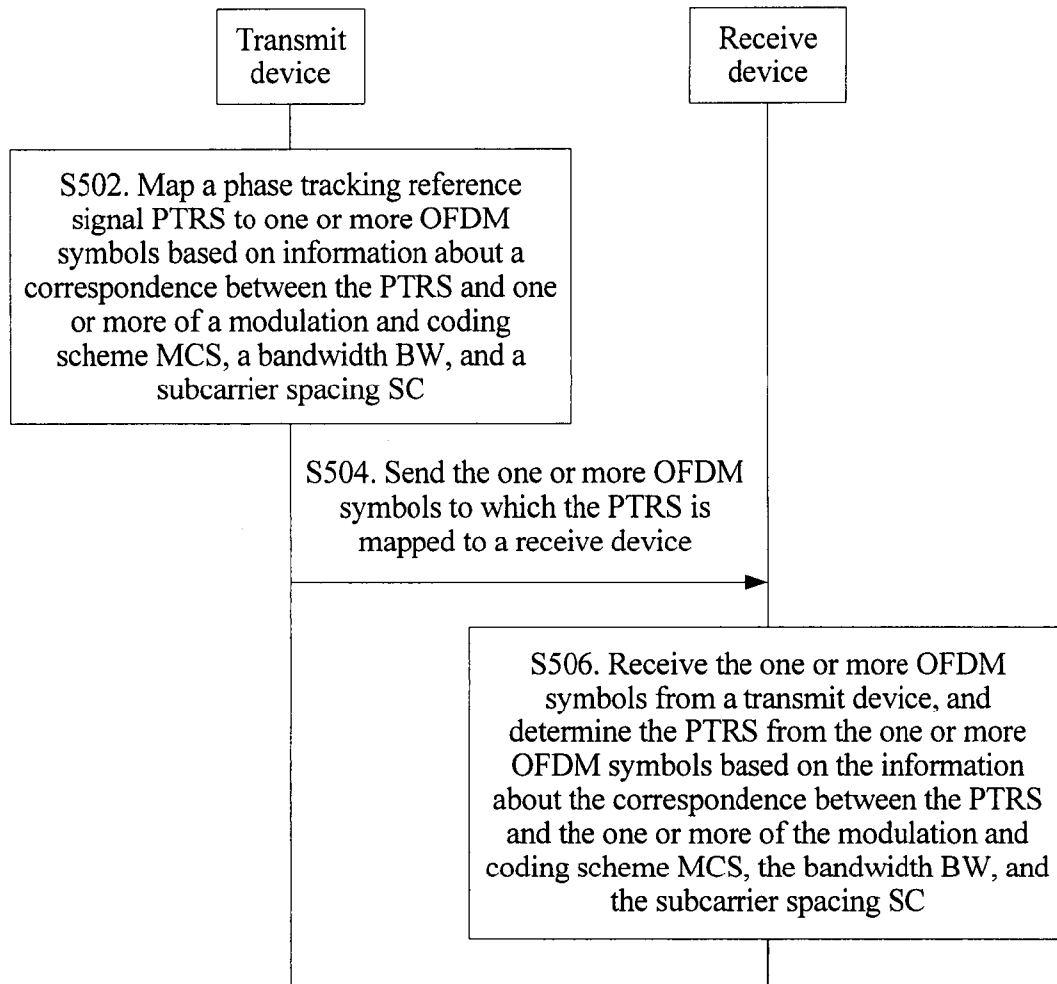 Transmit
device
Receive
device
S502. Map a phase tracking reference
signal PTRS to one or more OFDM
symbols based on information about a
correspondence between the PTRS and one
or more of a modulation and coding
scheme MCS, a bandwidth BW, and a
subcarrier spacing SC
S504. Send the one or more OFDM
symbols to which the PTRS is
mapped to a receive device
S506. Receive the one or more OFDM
symbols from a transmit device, and
determine the PTRS from the one or more
OFDM symbols based on the information
about the correspondence between the PTRS
and the one or more of the modulation and
coding scheme MCS, the bandwidth BW, and
the subcarrier spacing SC